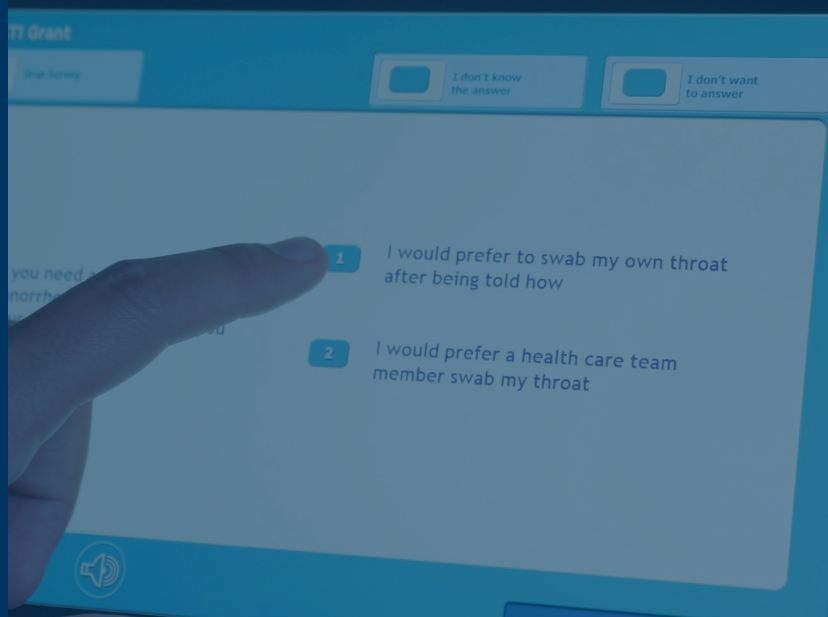 TI Grant
Stop Survey
I don't know
the answer
I don't want
to answer
you need
1
I would prefer to swab my own throat
after being told how
2
I would prefer a health care team
member swab my throat